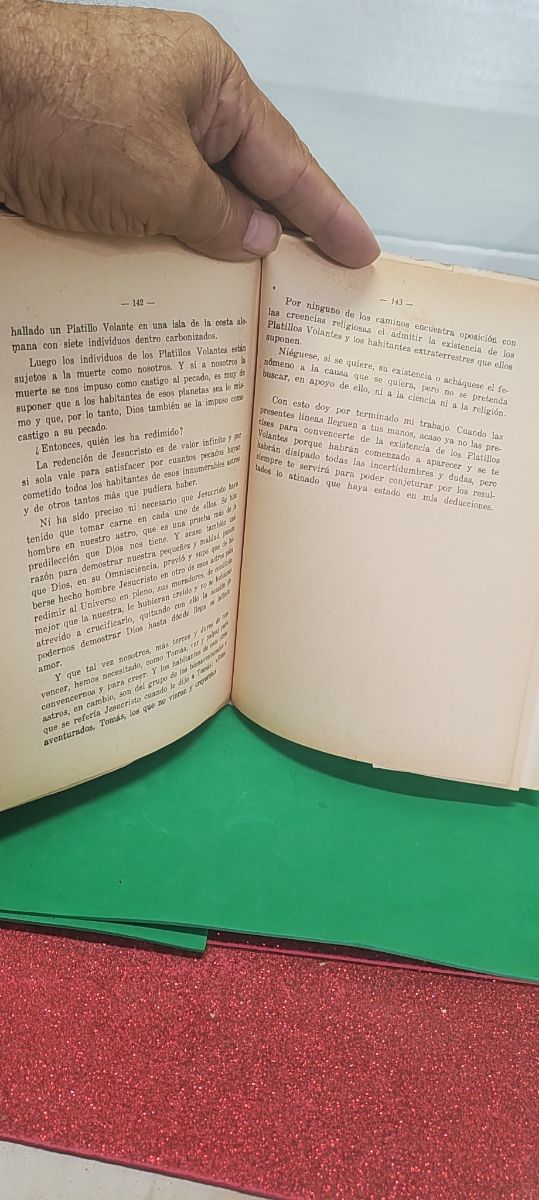 — 142 —
hallado un Platillo Volante en una isla de la costa ale-
mana con siete individuos dentro carbonizados.
Luego los individuos de los Platillos Volantes están
sujetos a la muerte como nosotros. Y si a nosotros la
muerte se nos impuso como castigo al pecado, es muy de
suponer que a los habitantes de esos planetas sea lo mis-
mo y que, por lo tanto, Dios también se la impuso como
castigo a su pecado.
¿Entonces, quién les ha redimido?
La redención de Jesucristo es de valor infinito y por
si sola vale para satisfacer por cuantos pecados hayan
cometido todos los habitantes de esos innumerables astros
y de otros tantos más que pudiera haber.
Ni ha sido preciso ni necesario que Jesucristo haya
tenido que tomar carne en cada uno de ellos. Se hizo
hombre en nuestro astro, que es una prueba más de la
predilección que Dios nos tiene. Y acaso también una
razón para demostrar nuestra pequeñez y maldad, puesto
que Dios, en su Omnisciencia, previó y supo que de ha-
berse hecho hombre Jesucristo en otro de esos astros para
redimir al Universo en pleno, sus moradores, de condición
mejor que la nuestra, le hubieran creído y no se hubieran
atrevido a crucificarlo, quitando con ello la ocasión de
podernos demostrar Dios hasta dónde llega su infinito
amor.
Y que tal vez nosotros, más tercos y duros de con-
vencer, hemos necesitado, como Tomás, ver y palpar para
convencernos y para creer. Y los habitantes de esos otros
astros, en cambio, son del grupo de los bienaventurados a
que se refería Jesucristo cuando le dijo a Tomás:
aventurados, Tomás, los que no vieron y creyeron
— 143 —
Por ninguno de los caminos encuentra oposición con
las creencias religiosas el admitir la existencia de los
Platillos Volantes y los habitantes extraterrestres que ellos
suponen.
Niéguese, si se quiere, su existencia o acháquese el fe-
nómeno a la causa que se quiera, pero no se pretenda
buscar, en apoyo de ello, ni a la ciencia ni a la religión.
Con esto doy por terminado mi trabajo. Cuando las
presentes líneas lleguen a tus manos, acaso ya no las pre-
cises para convencerte de la existencia de los Platillos
Volantes porque habrán comenzado a aparecer y se te
habrán disipado todas las incertidumbres y dudas, pero
siempre te servirá para poder conjeturar por los resul-
tados lo atinado que haya estado en mis deducciones.